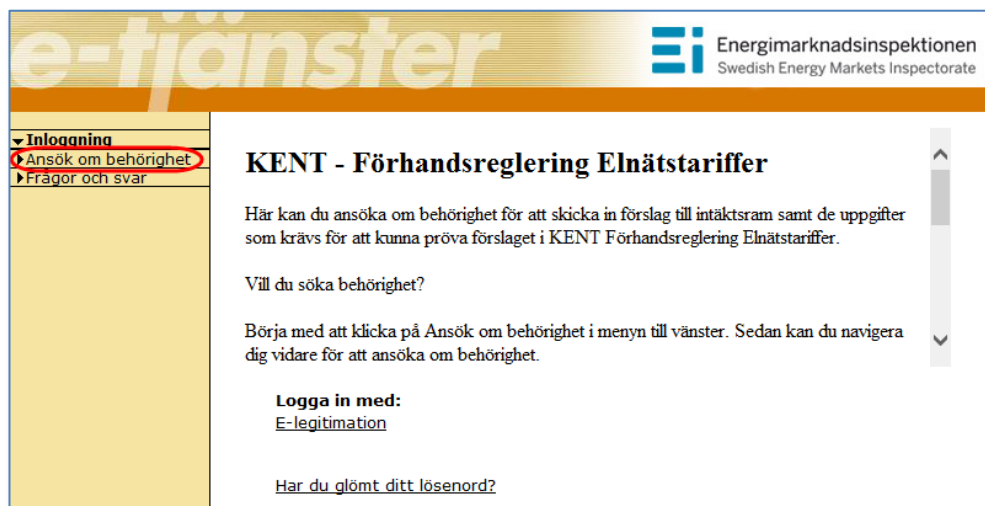 e-tjänster
Energimarknadsinspektionen
Swedish Energy Markets Inspectorate
Inloggning
Ansök om behörighet
Frågor och svar
KENT - Förhandsreglering Elnätstariffer
Här kan du ansöka om behörighet för att skicka in förslag till intäktsram samt de uppgifter
som krävs för att kunna pröva förslaget i KENT Förhandsreglering Elnätstariffer.
Vill du söka behörighet?
Börja med att klicka på Ansök om behörighet i menyn till vänster. Sedan kan du navigera
dig vidare för att ansöka om behörighet.
Logga in med:
E-legitimation
Har du glömt ditt lösenord?